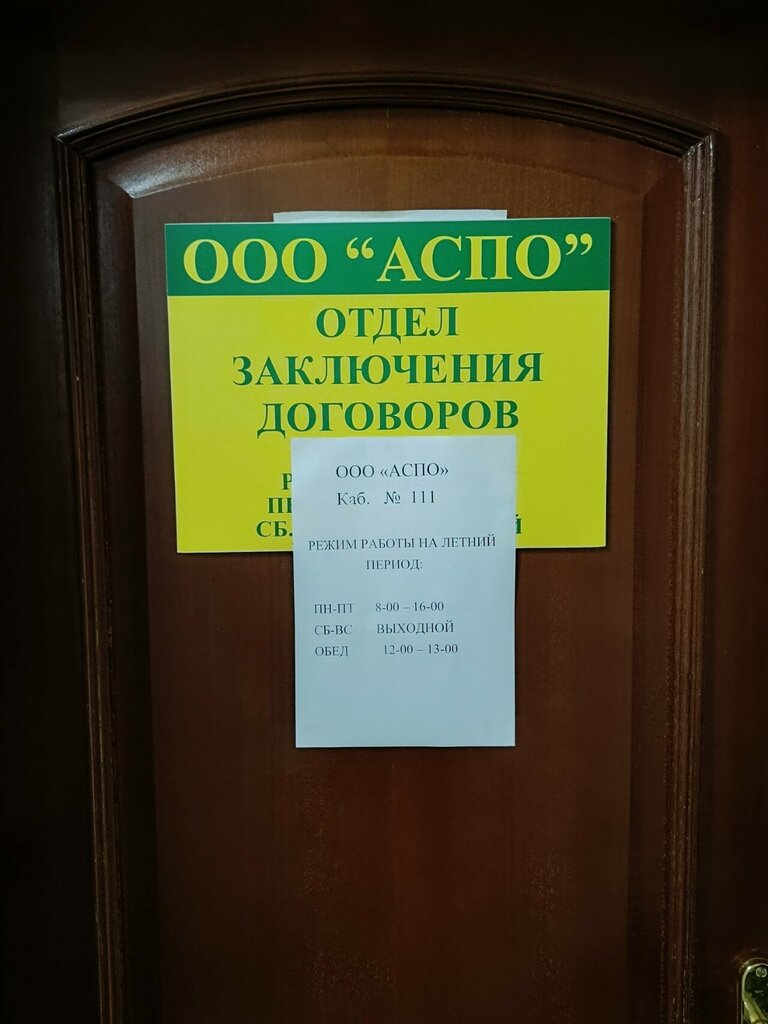 ООО “АСПО”
ОТДЕЛ
ЗАКЛЮЧЕНИЯ
ДОГОВОРОВ
СБ.
ООО «АСПО»
Каб. № 111
РЕЖИМ РАБОТЫ НА ЛЕТНИЙ
ПЕРИОД:
ПН-ПТ 8-00 – 16-00
СБ-ВС ВЫХОДНОЙ
ОБЕД 12-00 – 13-00